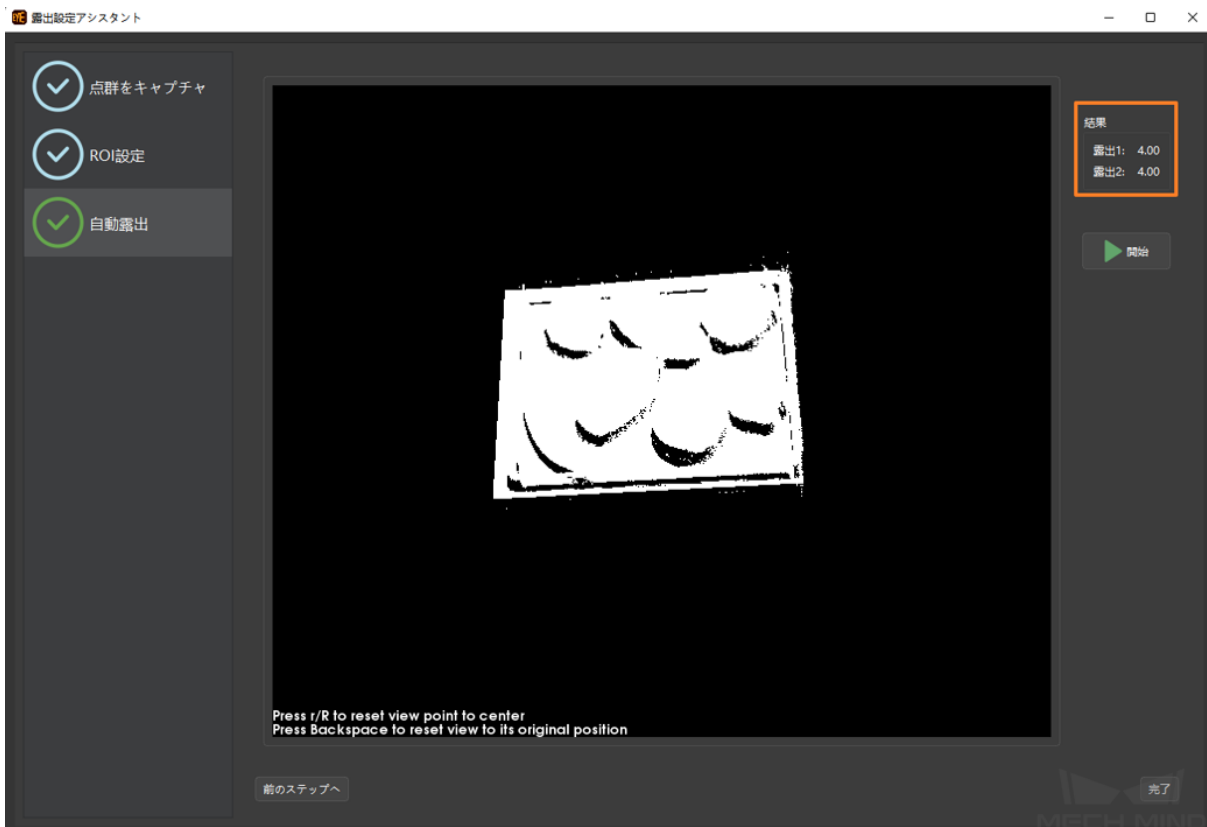 EYE 露出設定アシスタント
点群をキャプチャ
ROI設定
自動露出
結果
露出1: 4.00
露出2: 4.00
開始
Press r/R to reset view point to center
Press Backspace to reset view to its original position
前のステップへ
完了
MECH MIND